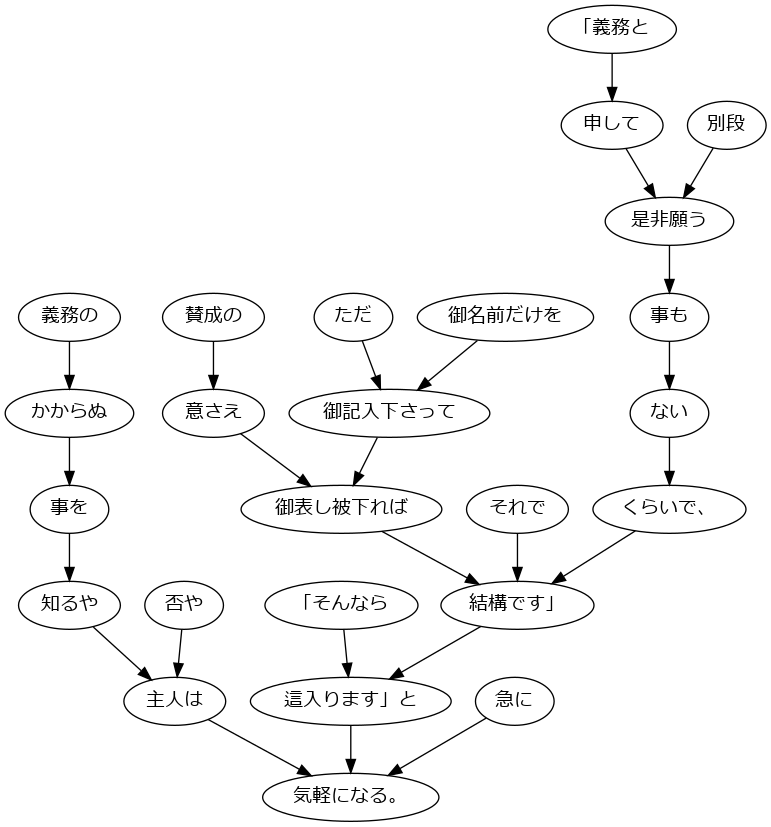 「義務と
申して
別段
是非願う
義務の
賛成の
ただ
御名前だけを
事も
かからぬ
意さえ
御記入下さって
ない
事を
御表し被下れば
それで
くらいで、
知るや
否や
「そんなら
結構です」
主人は
這入ります」と
急に
気軽になる。